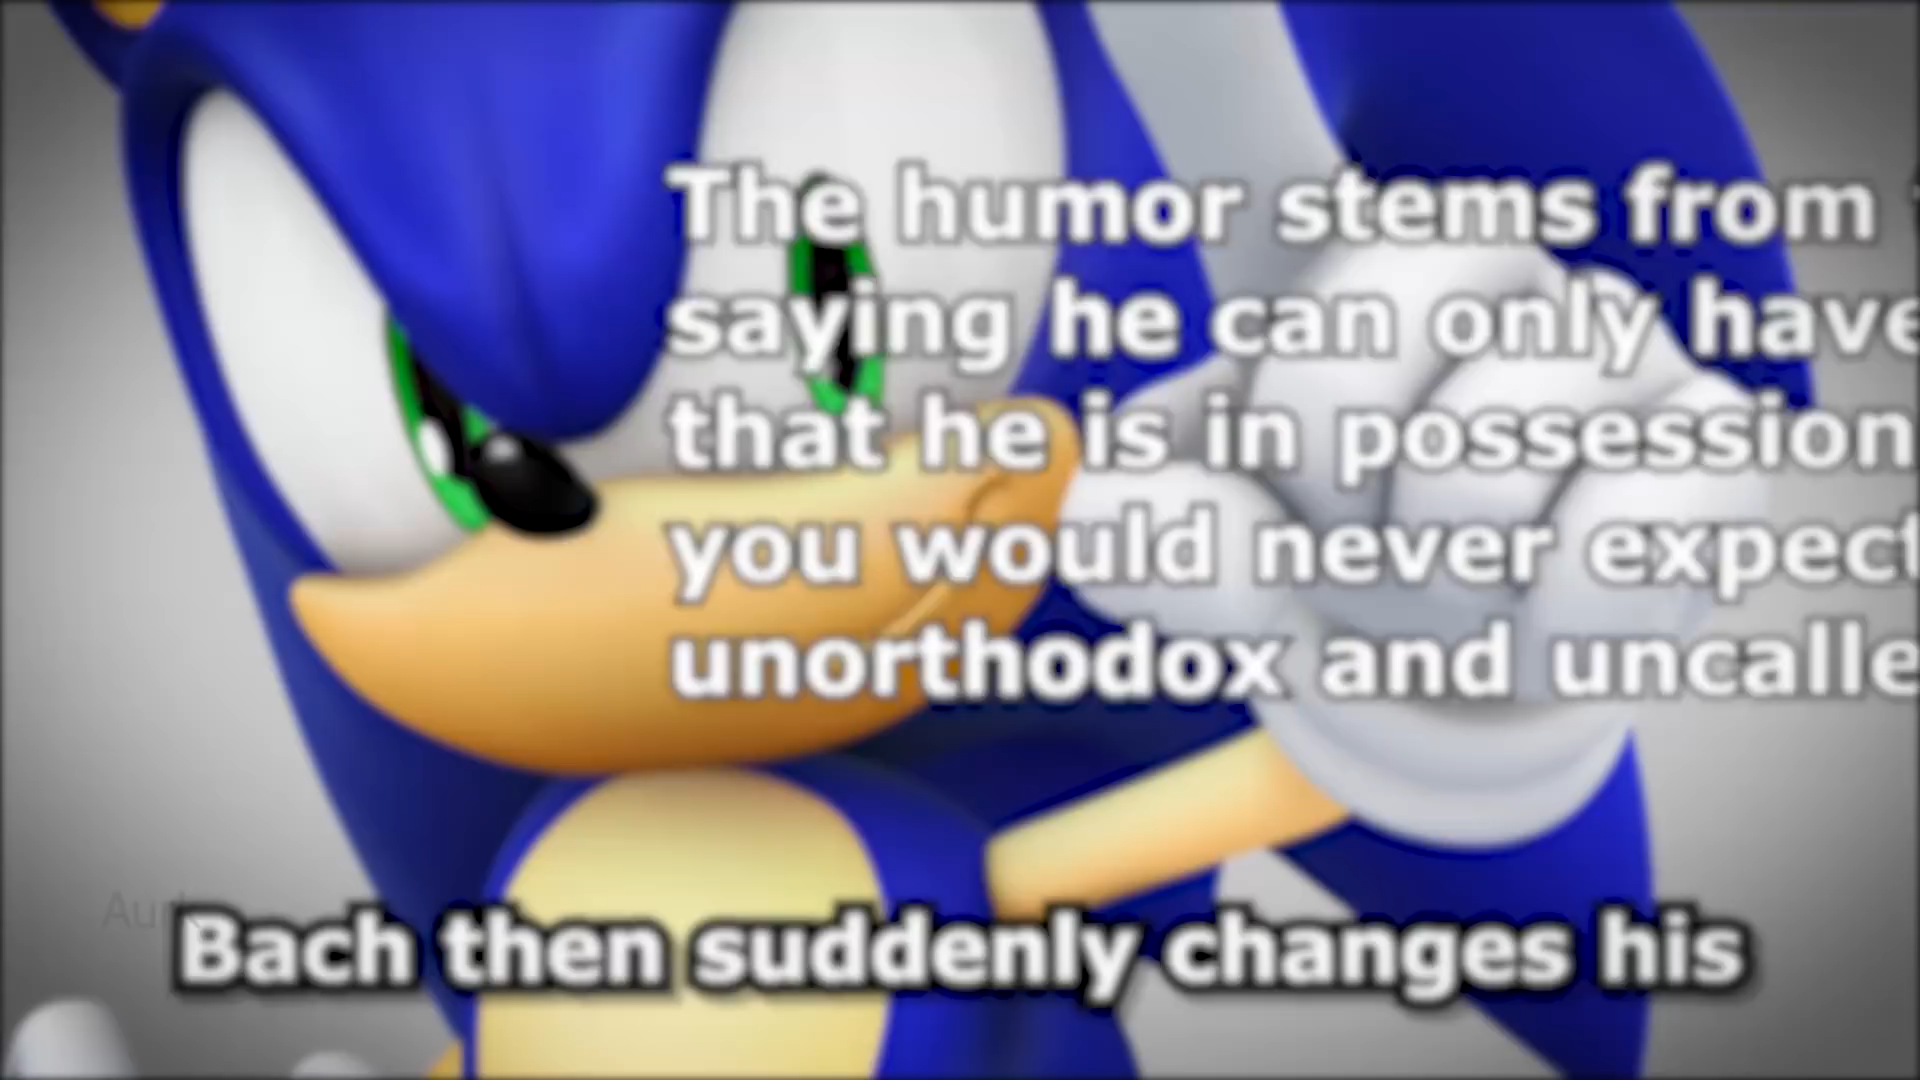 The humor stems from
saying he can only have
that he is in possession
you would never expect
unorthodox and uncalle
Bach then suddenly changes his